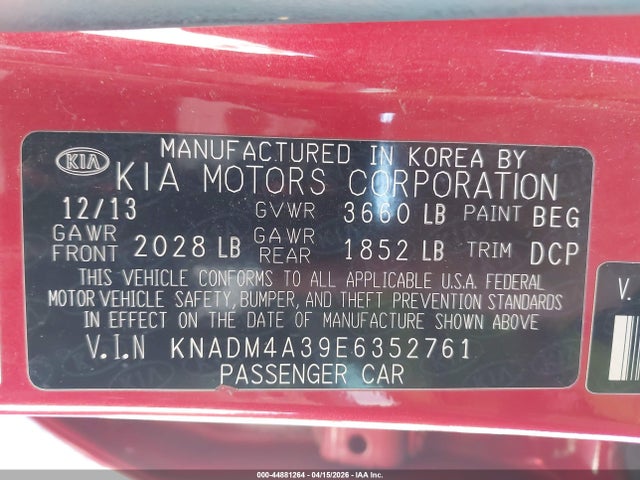 KIA
MANUFACTURED IN KOREA BY
KIA MOTORS CORPORATION
12/13 GVWR 3660 LB PAINT BEG
GAWR FRONT 2028 LB GAWR REAR 1852 LB TRIM DCP
THIS VEHICLE CONFORMS TO ALL APPLICABLE U.S.A. FEDERAL
MOTOR VEHICLE SAFETY, BUMPER, AND THEFT PREVENTION STANDARDS
IN EFFECT ON THE DATE OF MANUFACTURE SHOWN ABOVE
V.I.N KNADM4A39E6352761
PASSENGER CAR
V.
000-44881264 - 04/15/2026 - IAA Inc.